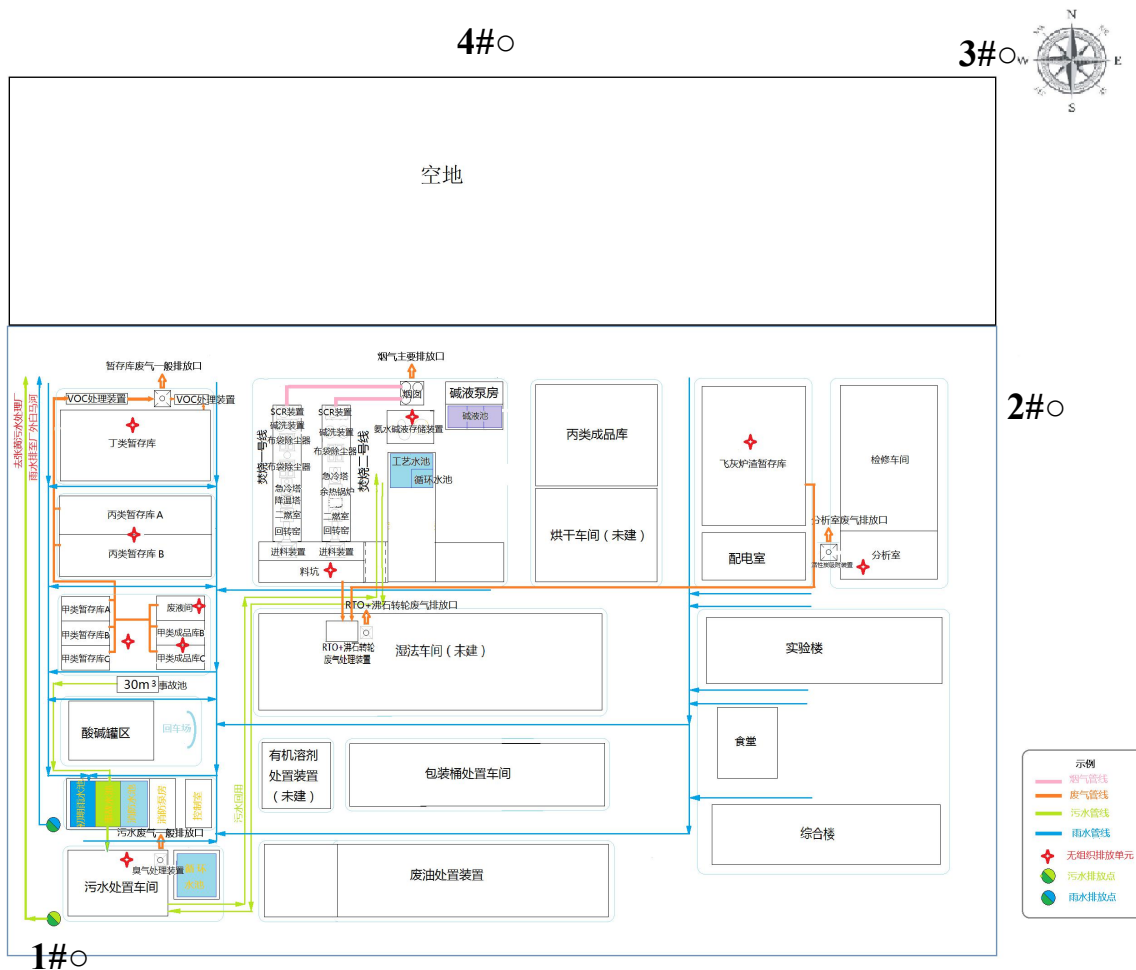 4#○
3#○
N
W
E
S
空地
2#○
去张黄污水处理厂
雨水排至厂外白马河
暂存库废气一般排放口
VOC处理装置
VOC处理装置
丁类暂存库
丙类暂存库 A
丙类暂存库 B
甲类暂存库A
甲类暂存库B
甲类暂存库C
废液间
甲类成品库B
甲类成品库C
30m³事故池
酸碱罐区
回车场
初期雨水池
消防泵房
控制室
污水废气一般排放口
臭气处理装置
污水处置车间
1#○
烟气主要排放口
烟囱
碱液泵房
碱液池
氨水碱液存储装置
工艺水池
循环水池
焚烧一号线
SCR装置
碱洗装置
布袋除尘器
布袋除尘器
急冷塔
降温塔
二燃室
回转窑
进料装置
焚烧二号线
SCR装置
碱洗装置
布袋除尘器
急冷塔
余热锅炉
二燃室
回转窑
进料装置
料坑
RTO+沸石转轮废气排放口
RTO+沸石转轮
废气处理装置
湿法车间（未建）
污水回用
有机溶剂
处置装置
（未建）
包装桶处置车间
废油处置装置
丙类成品库
烘干车间（未建）
飞灰炉渣暂存库
配电室
检修车间
分析室废气排放口
活性炭吸附装置
分析室
实验楼
食堂
综合楼
示例
烟气管线
废气管线
污水管线
雨水管线
无组织排放单元
污水排放点
雨水排放点